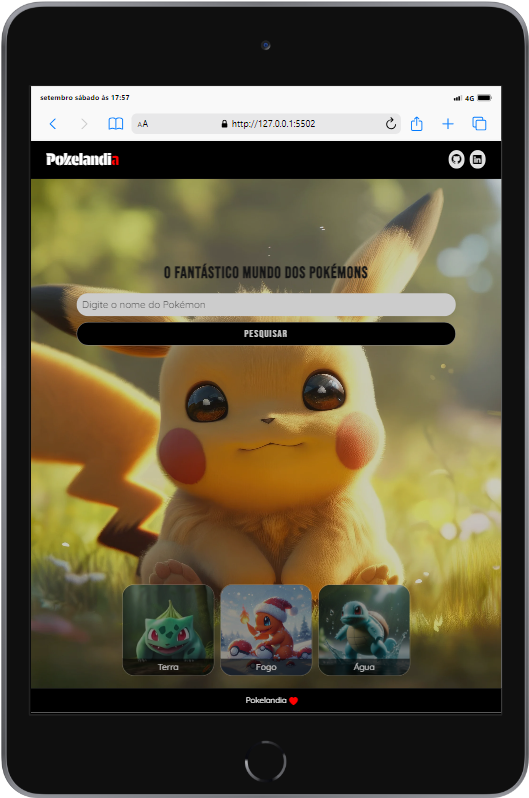 setembro sábado às 17:57
4G
AA
http://127.0.0.1:5502
Pokelandia
in
O FANTÁSTICO MUNDO DOS POKÉMONS
Digite o nome do Pokémon
PESQUISAR
Terra
Fogo
Água
Pokelandia